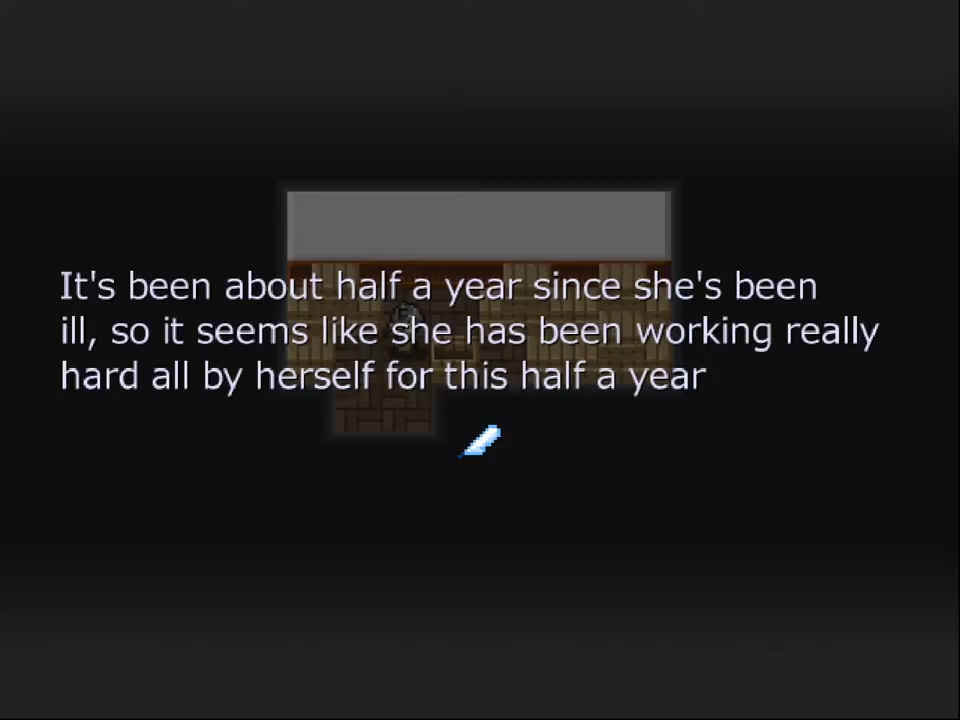 It's been about half a year since she's been
ill, so it seems like she has been working really
hard all by herself for this half a year